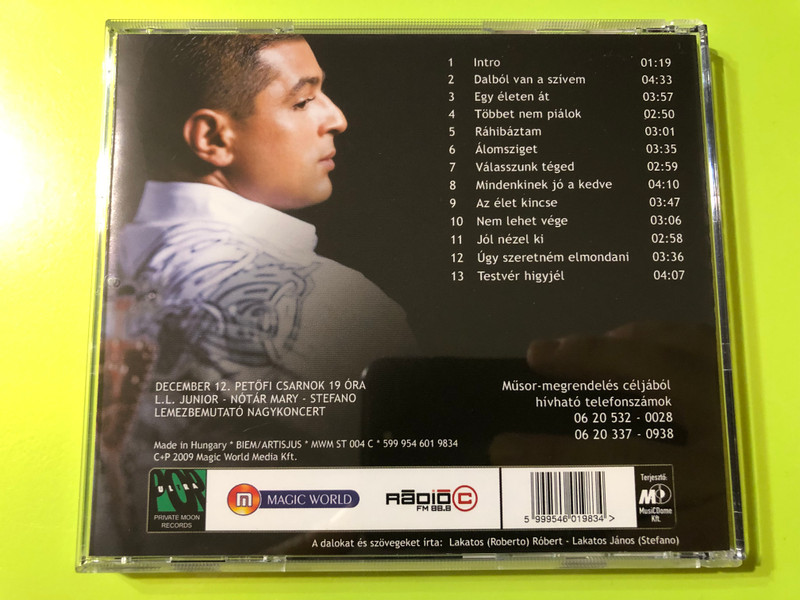 1 Intro 01:19
2 Dalból van a szívem 04:33
3 Egy életen át 03:57
4 Többet nem piálok 02:50
5 Ráhibáztam 03:01
6 Álomsziget 03:35
7 Válasszunk téged 02:59
8 Mindenkinek jó a kedve 04:10
9 Az élet kincse 03:47
10 Nem lehet vége 03:06
11 Jól nézel ki 02:58
12 Úgy szeretném elmondani 03:36
13 Testvér higyjél 04:07
DECEMBER 12. PETŐFI CSARNOK 19 ÓRA
L.L. JUNIOR - NÓTÁR MARY - STEFANO
LEMEZBEMUTATÓ NAGYKONCERT
Műsor-megrendelés céljából
hívható telefonszámok
06 20 532 - 0028
06 20 337 - 0938
Made in Hungary * BIEM/ARTISJUS * MWM ST 004 C * 599 954 601 9834
C+P 2009 Magic World Media Kft.
PRIVATE MOON
RECORDS
M MAGIC WORLD
RÁDIÓ C
FM 88.8
5 999546 019834 >
Terjesztő:
MusiCDome
Kft.
A dalokat és szövegeket írta: Lakatos (Roberto) Róbert - Lakatos János (Stefano)